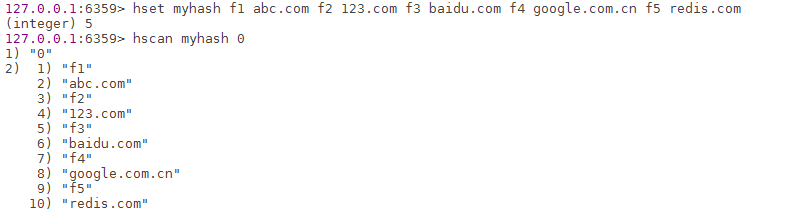 127.0.0.1:6359> hset myhash f1 abc.com f2 123.com f3 baidu.com f4 google.com.cn f5 redis.com
(integer) 5
127.0.0.1:6359> hscan myhash 0
1) "0"
2)  1) "f1"
    2) "abc.com"
    3) "f2"
    4) "123.com"
    5) "f3"
    6) "baidu.com"
    7) "f4"
    8) "google.com.cn"
    9) "f5"
   10) "redis.com"